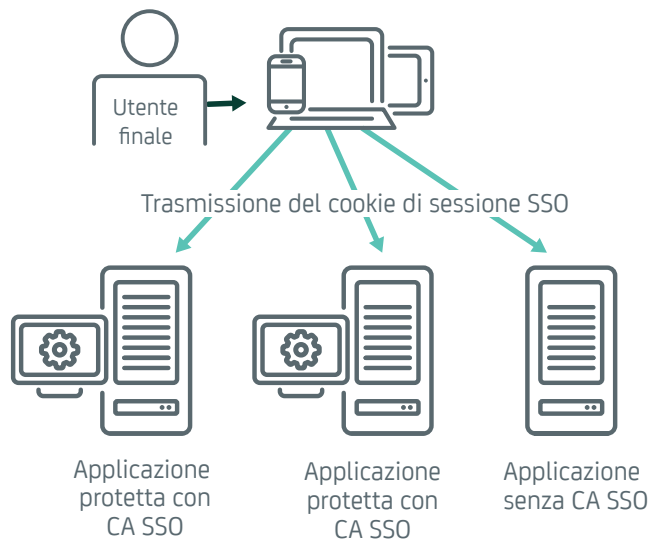 Utente
finale
Trasmissione del cookie di sessione SSO
Applicazione
protetta con
CA SSO
Applicazione
protetta con
CA SSO
Applicazione
senza CA SSO